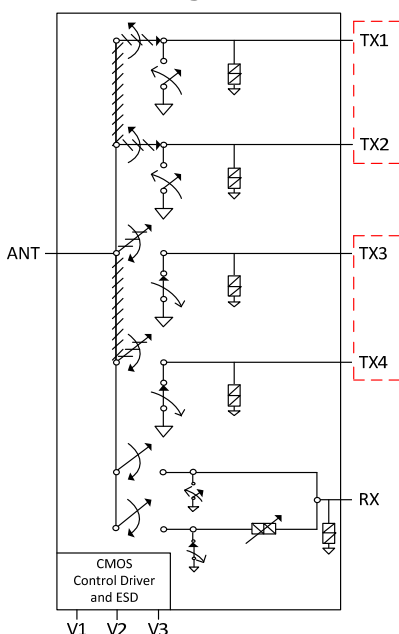 TX1
TX2
ANT
TX3
TX4
RX
CMOS
Control Driver
and ESD
V1 V2 V3